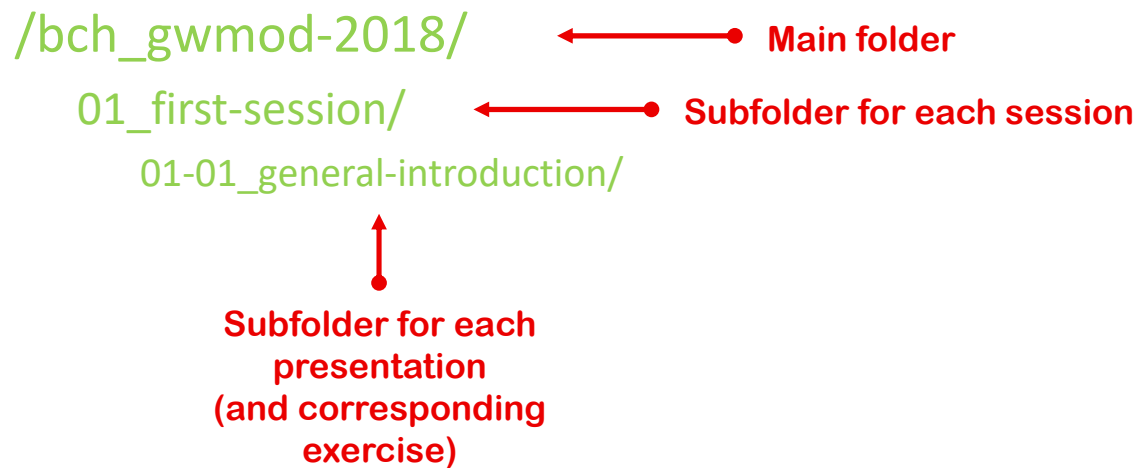 /bch_gwmod-2018/
Main folder
01_first-session/
Subfolder for each session
01-01_general-introduction/
Subfolder for each
presentation
(and corresponding
exercise)